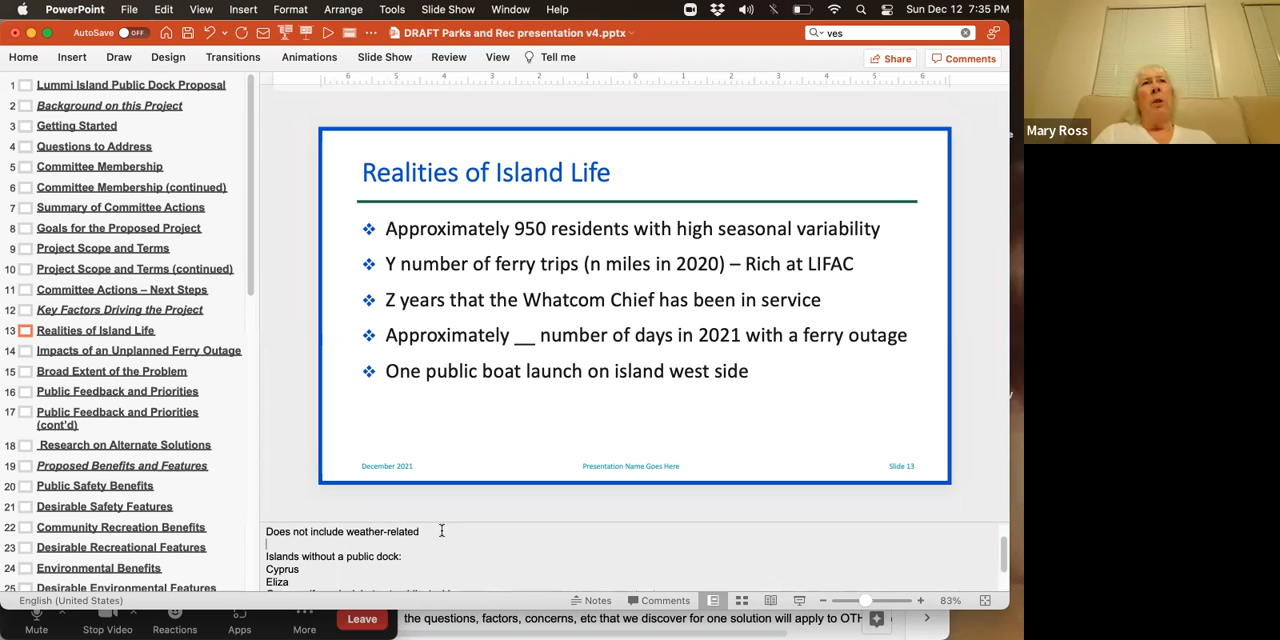 PowerPoint File Edit View Insert Format Arrange Tools Slide Show Window Help Sun Dec 12 7:35 PM
AutoSave OFF DRAFT Parks and Rec presentation v4.pptx ves
Home Insert Draw Design Transitions Animations Slide Show Review View Tell me Share Comments
6 5 4 3 2 1 0 1 2 3 4 5 6
1 Lummi Island Public Dock Proposal
2 Background on this Project
3 Getting Started
4 Questions to Address
5 Committee Membership
6 Committee Membership (continued)
7 Summary of Committee Actions
8 Goals for the Proposed Project
9 Project Scope and Terms
10 Project Scope and Terms (continued)
11 Committee Actions – Next Steps
12 Key Factors Driving the Project
13 Realities of Island Life
14 Impacts of an Unplanned Ferry Outage
15 Broad Extent of the Problem
16 Public Feedback and Priorities
17 Public Feedback and Priorities
(cont'd)
18 Research on Alternate Solutions
19 Proposed Benefits and Features
20 Public Safety Benefits
21 Desirable Safety Features
22 Community Recreation Benefits
23 Desirable Recreational Features
24 Environmental Benefits
25 Desirable Environmental Features
Realities of Island Life
❖ Approximately 950 residents with high seasonal variability
❖ Y number of ferry trips (n miles in 2020) – Rich at LIFAC
❖ Z years that the Whatcom Chief has been in service
❖ Approximately __ number of days in 2021 with a ferry outage
❖ One public boat launch on island west side
December 2021 Presentation Name Goes Here Slide 13
Does not include weather-related
Islands without a public dock:
Cyprus
Eliza
English (United States) Notes Comments 83%
Mute Stop Video Reactions Apps More Leave
the questions, factors, concerns, etc that we discover for one solution will apply to OTH
Mary Ross